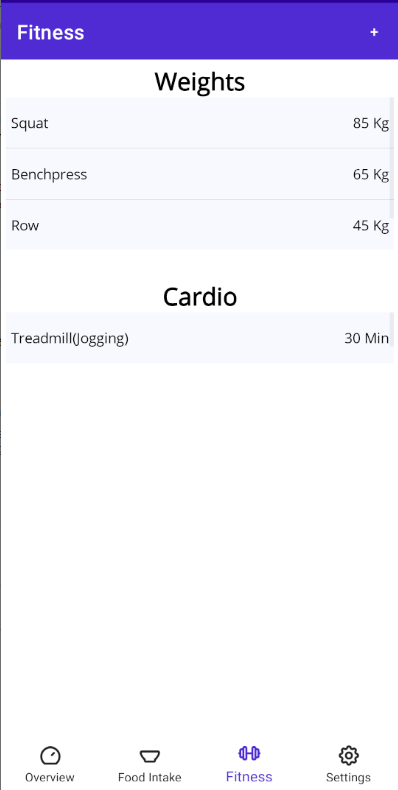 Fitness +
Weights
Squat 85 Kg
Benchpress 65 Kg
Row 45 Kg
Cardio
Treadmill(Jogging) 30 Min
Overview Food Intake Fitness Settings